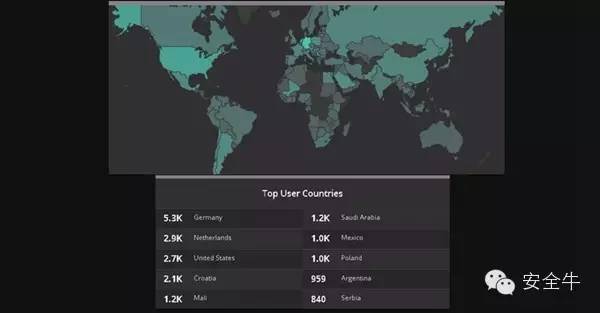 Top User Countries
5.3K Germany
2.9K Netherlands
2.7K United States
2.1K Croatia
1.2K Mali
1.2K Saudi Arabia
1.0K Mexico
1.0K Poland
959 Argentina
840 Serbia
安全牛